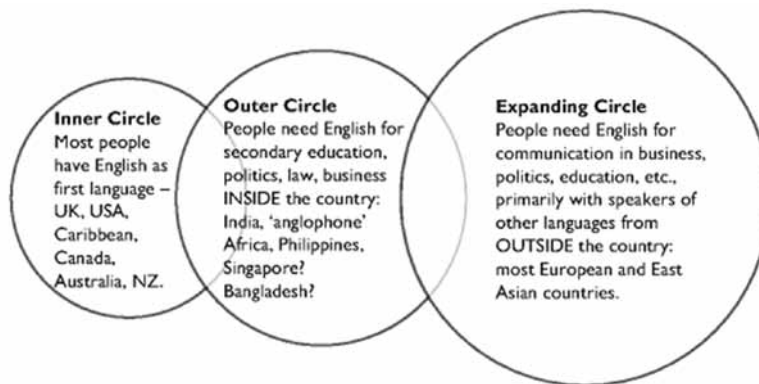 Inner Circle
Most people
have English as
first language –
UK, USA,
Caribbean,
Canada,
Australia, NZ.
Outer Circle
People need English for
secondary education,
politics, law, business
INSIDE the country:
India, 'anglophone'
Africa, Philippines,
Singapore?
Bangladesh?
Expanding Circle
People need English for
communication in business,
politics, education, etc.,
primarily with speakers of
other languages from
OUTSIDE the country:
most European and East
Asian countries.